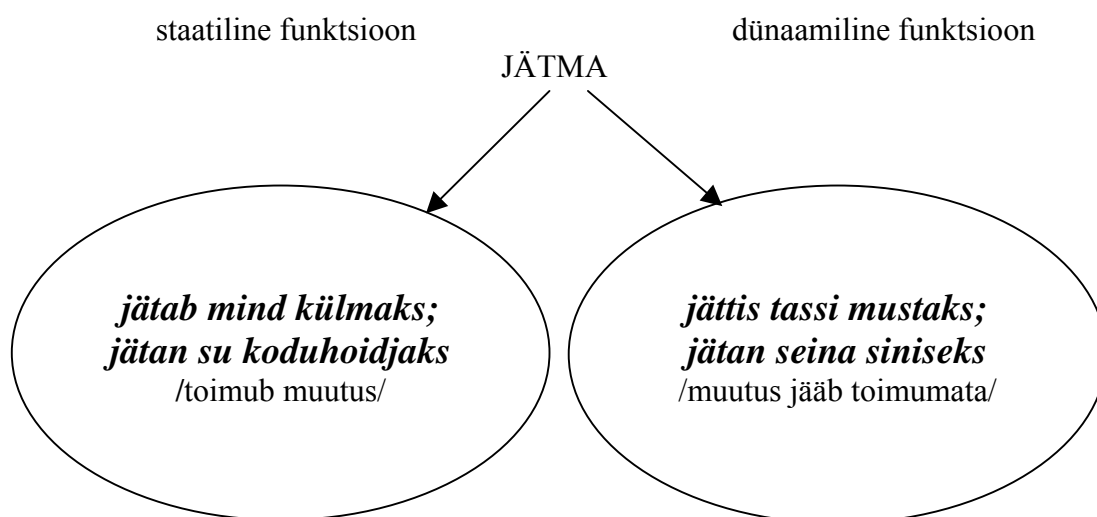 staatiline funktsioon
dünaamiline funktsioon
JÄTMA
jätab mind külmaks;
jätan su koduhoidjaks
/toimub muutus/
jättis tassi mustaks;
jätan seina siniseks
/muutus jääb toimumata/